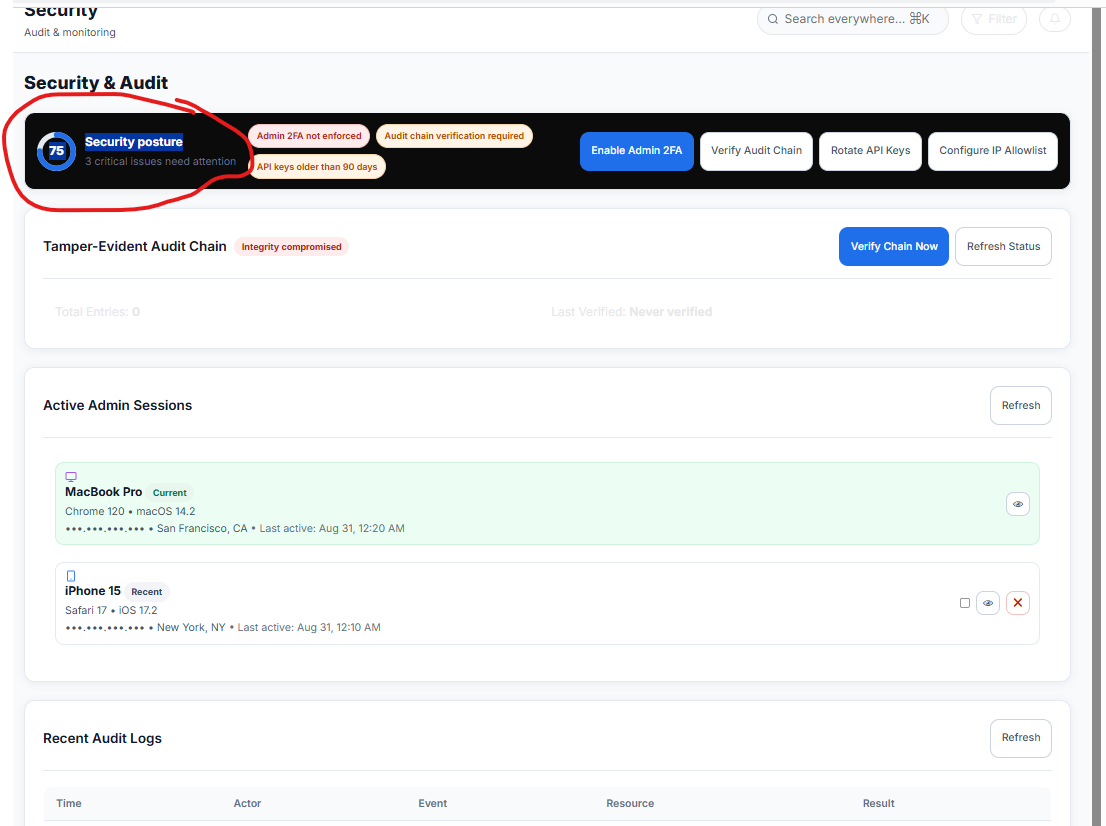 Security
Audit & monitoring
Search everywhere... ⌘K
Filter
Security & Audit
75
Security posture
3 critical issues need attention
Admin 2FA not enforced
Audit chain verification required
API keys older than 90 days
Enable Admin 2FA
Verify Audit Chain
Rotate API Keys
Configure IP Allowlist
Tamper-Evident Audit Chain
Integrity compromised
Verify Chain Now
Refresh Status
Total Entries: 0
Last Verified: Never verified
Active Admin Sessions
Refresh
MacBook Pro Current
Chrome 120 • macOS 14.2
•••.•••.•••.••• • San Francisco, CA • Last active: Aug 31, 12:20 AM
iPhone 15 Recent
Safari 17 • iOS 17.2
•••.•••.•••.••• • New York, NY • Last active: Aug 31, 12:10 AM
Recent Audit Logs
Refresh
Time Actor Event Resource Result